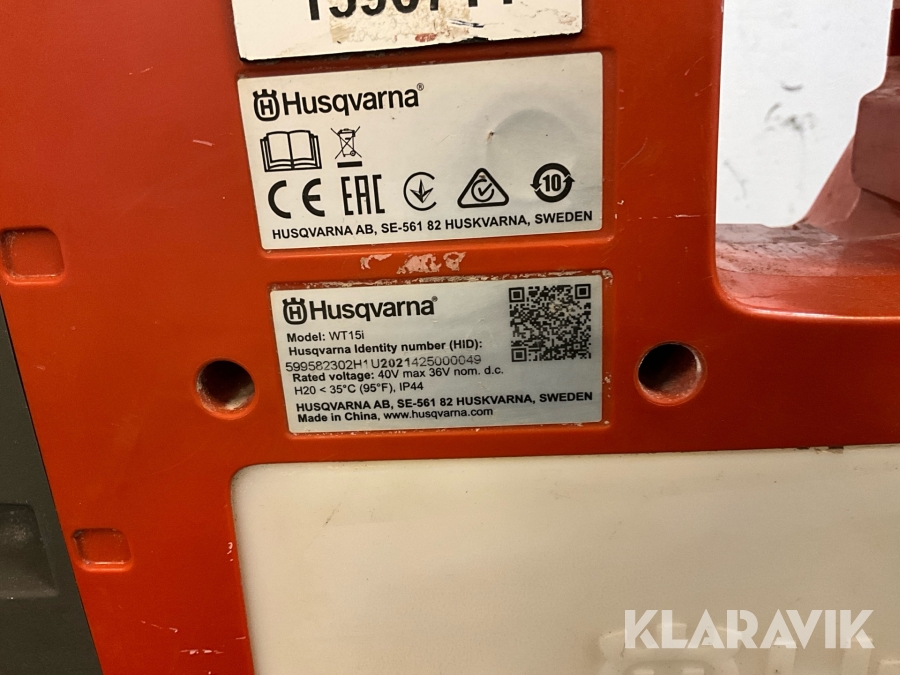 Husqvarna®
CE EAC 10
HUSQVARNA AB, SE-561 82 HUSKVARNA, SWEDEN
Husqvarna®
Model: WT15i
Husqvarna Identity number (HID):
599582302H1U2021425000049
Rated voltage: 40V max 36V nom. d.c.
H20 < 35°C (95°F), IP44
HUSQVARNA AB, SE-561 82 HUSKVARNA, SWEDEN
Made in China, www.husqvarna.com
KLARAVIK